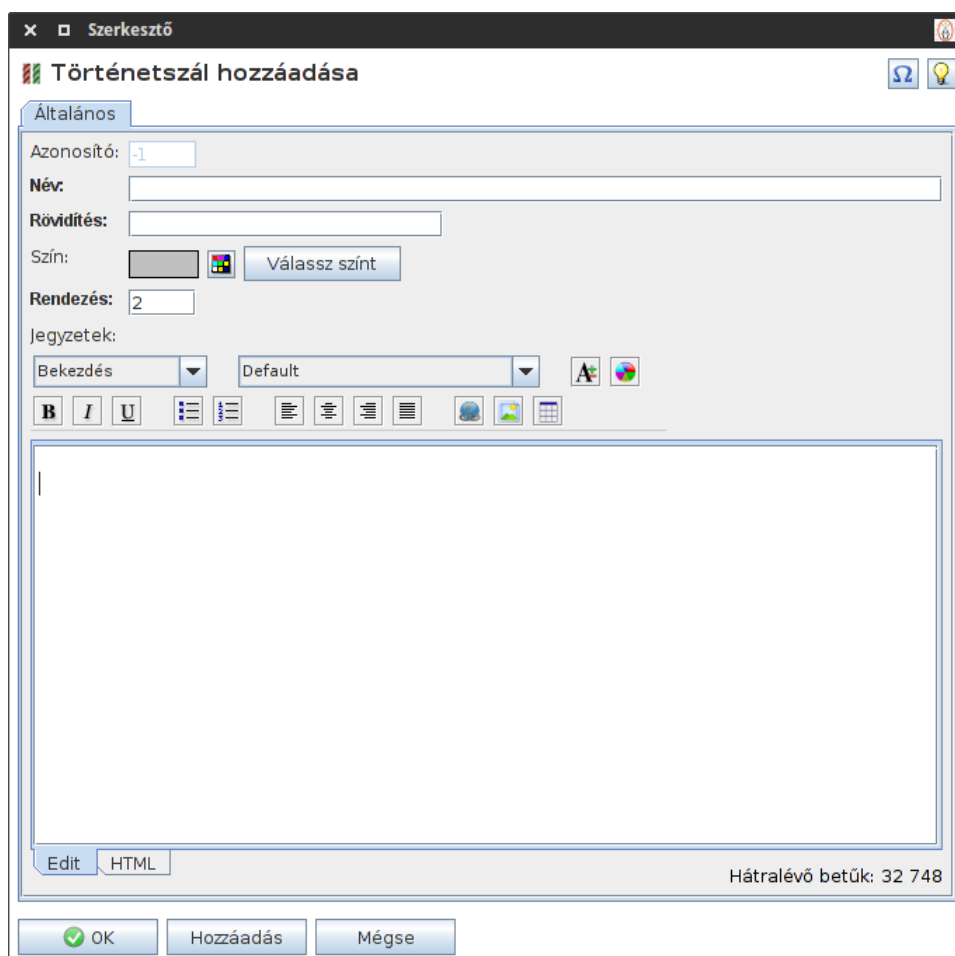 Szerkesztő
Történetszál hozzáadása
Ω
Általános
Azonosító: -1
Név:
Rövidítés:
Szín: Válassz színt
Rendezés: 2
Jegyzetek:
Bekezdés Default A
B I U
Edit HTML
Hátralévő betűk: 32 748
OK Hozzáadás Mégse